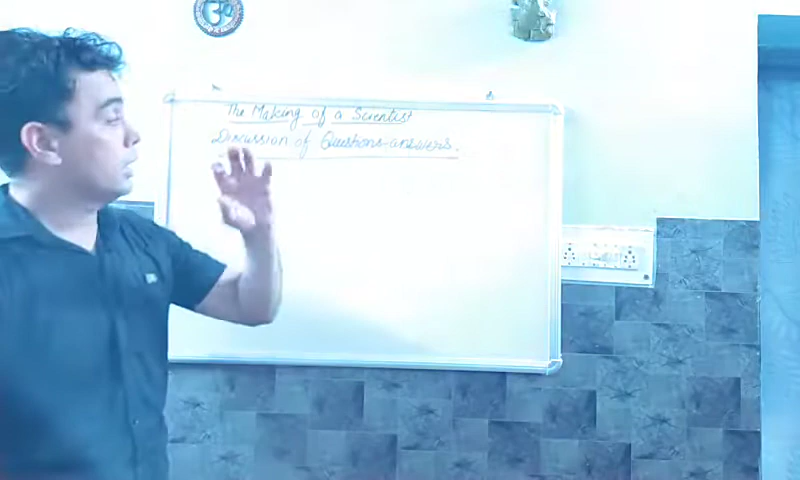 The Making of a Scientist
Discussion of Questions-answers.
ॐ